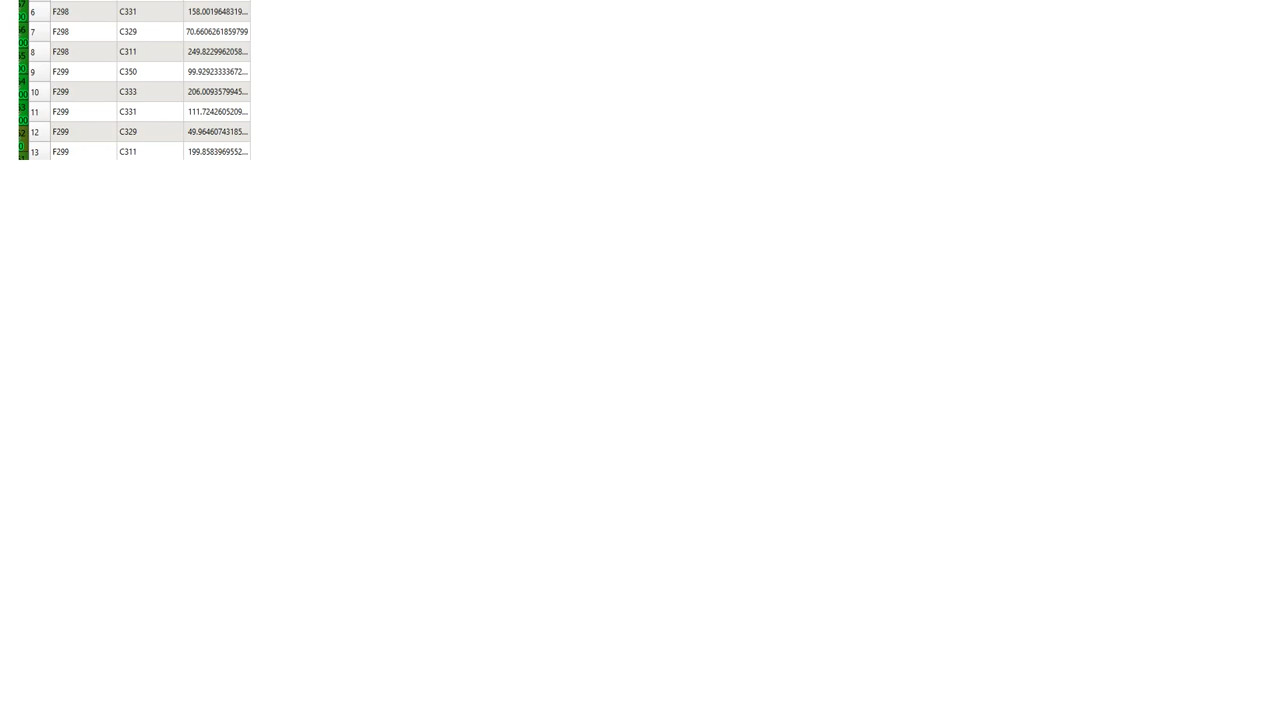 6 F298 C331 158.0019648319...
7 F298 C329 70.6606261859799
8 F298 C311 249.8229962058...
9 F299 C350 99.92923333672...
10 F299 C333 206.0093579945...
11 F299 C331 111.7242605209...
12 F299 C329 49.96460743185...
13 F299 C311 199.8583969552...